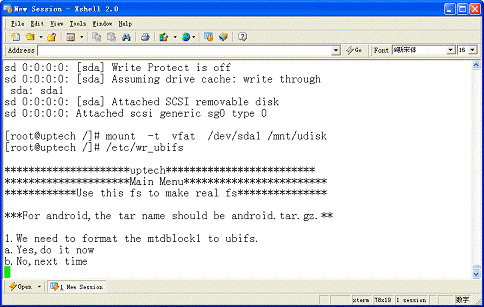 New Session - Xshell 2.0
File Edit View Tools Window Help
Address Go Font 新宋体 16
sd 0:0:0:0: [sda] Write Protect is off
sd 0:0:0:0: [sda] Assuming drive cache: write through
sda: sda1
sd 0:0:0:0: [sda] Attached SCSI removable disk
sd 0:0:0:0: Attached scsi generic sg0 type 0
[root@uptech /]# mount -t vfat /dev/sda1 /mnt/udisk
[root@uptech /]# /etc/wr_ubifs
*********************uptech*************************
*********************Main Menu************************
************Use this fs to make real fs***************
***For android,the tar name should be android.tar.gz.**
1.We need to format the mtdblock1 to ubifs.
a.Yes,do it now
b.No,next time
Open 1 New Session
xterm 78x19 数字